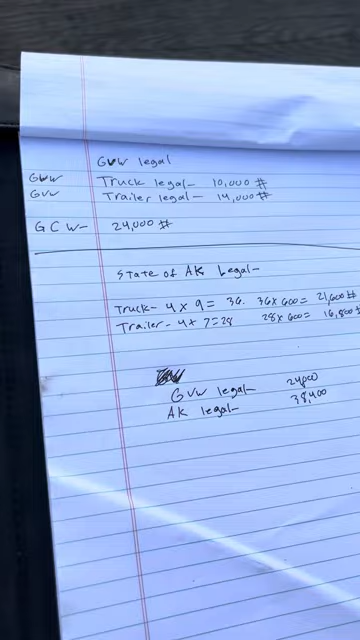 GVW legal
GVW Truck legal- 10,000 #
GVW Trailer legal- 14,000 #
GCW- 24,000 #
State of AK Legal-
Truck- 4 x 9 = 36. 36 x 600 = 21,600 #
Trailer- 4 x 7 = 28 28 x 600 = 16,800 #
GVW legal- 24,000
AK legal- 38,400